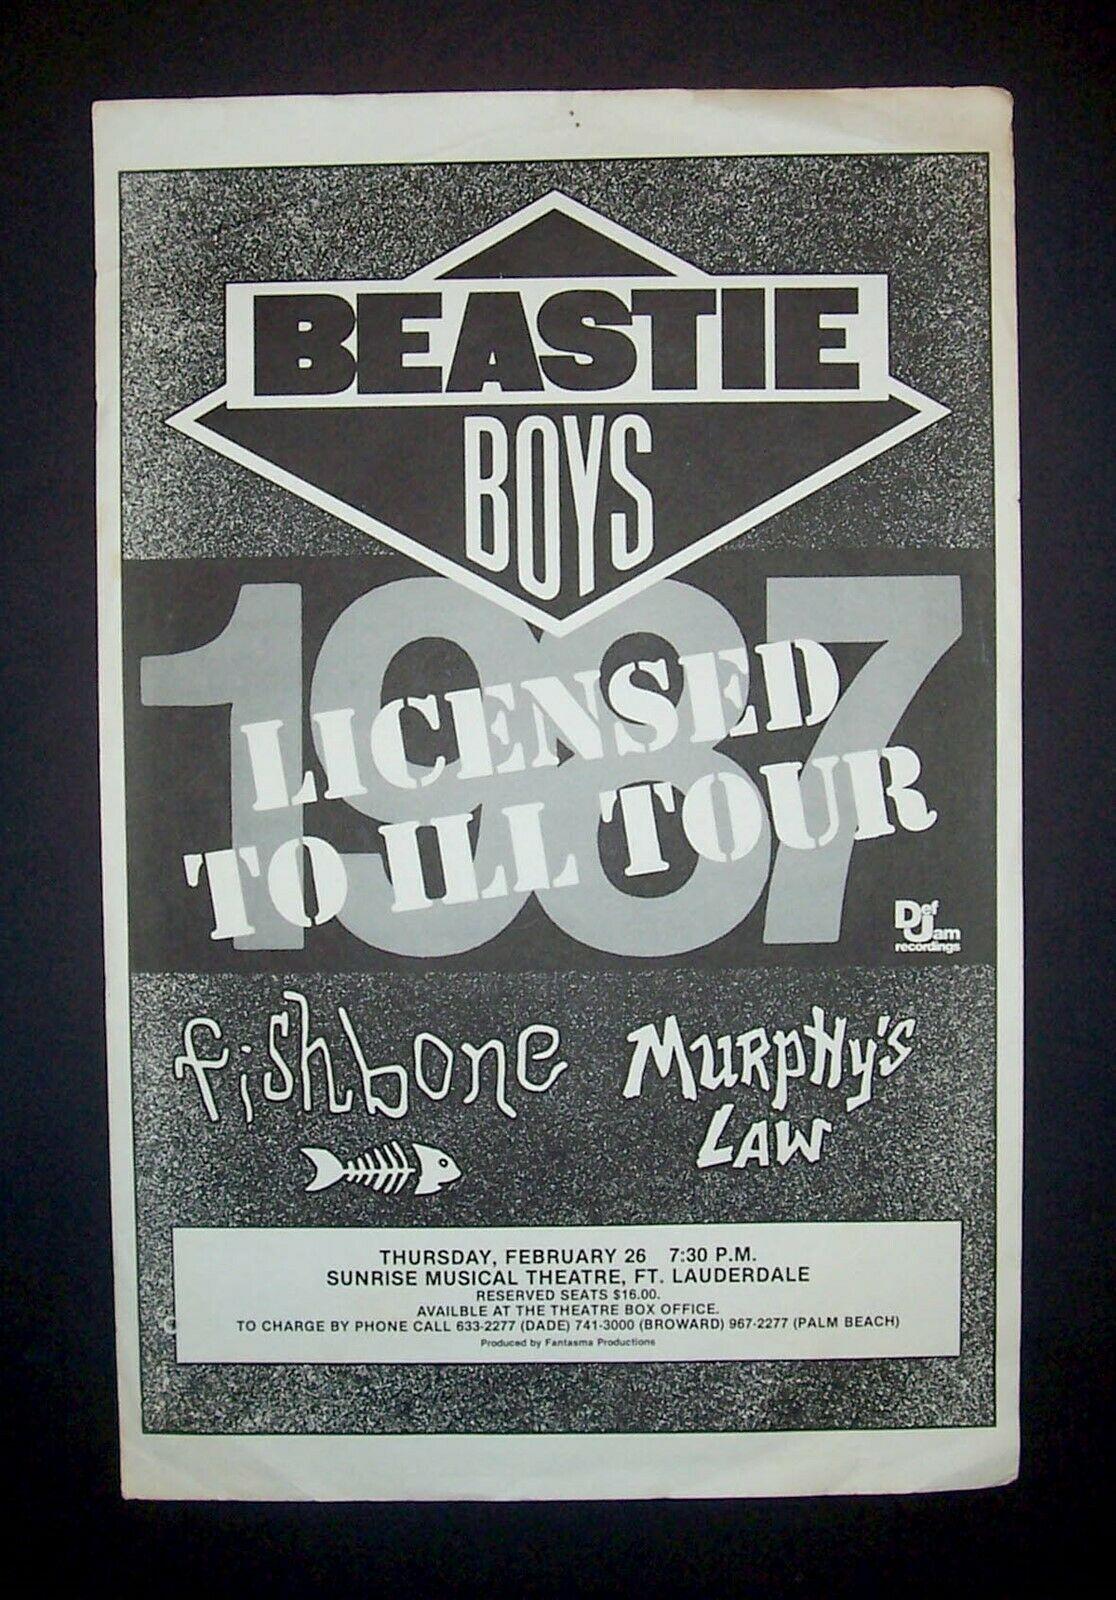 BEASTIE
BOYS
1987
LICENSED
TO ILL TOUR
Def
Jam
recordings
fishbone
MURPHY'S
LAW
THURSDAY, FEBRUARY 26 7:30 P.M.
SUNRISE MUSICAL THEATRE, FT. LAUDERDALE
RESERVED SEATS $16.00.
AVAILBLE AT THE THEATRE BOX OFFICE.
TO CHARGE BY PHONE CALL 633-2277 (DADE) 741-3000 (BROWARD) 967-2277 (PALM BEACH)
Produced by Fantasma Productions